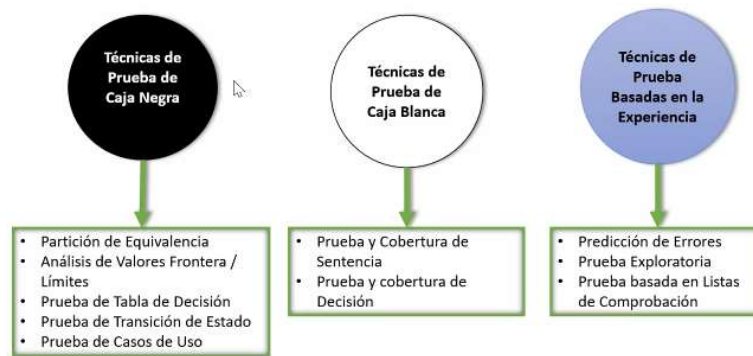 Técnicas de
Prueba de
Caja Negra
Técnicas de
Prueba de
Caja Blanca
Técnicas de
Prueba
Basadas en la
Experiencia
• Partición de Equivalencia
• Análisis de Valores Frontera /
Límites
• Prueba de Tabla de Decisión
• Prueba de Transición de Estado
• Prueba de Casos de Uso
• Prueba y Cobertura de
Sentencia
• Prueba y cobertura de
Decisión
• Predicción de Errores
• Prueba Exploratoria
• Prueba basada en Listas
de Comprobación